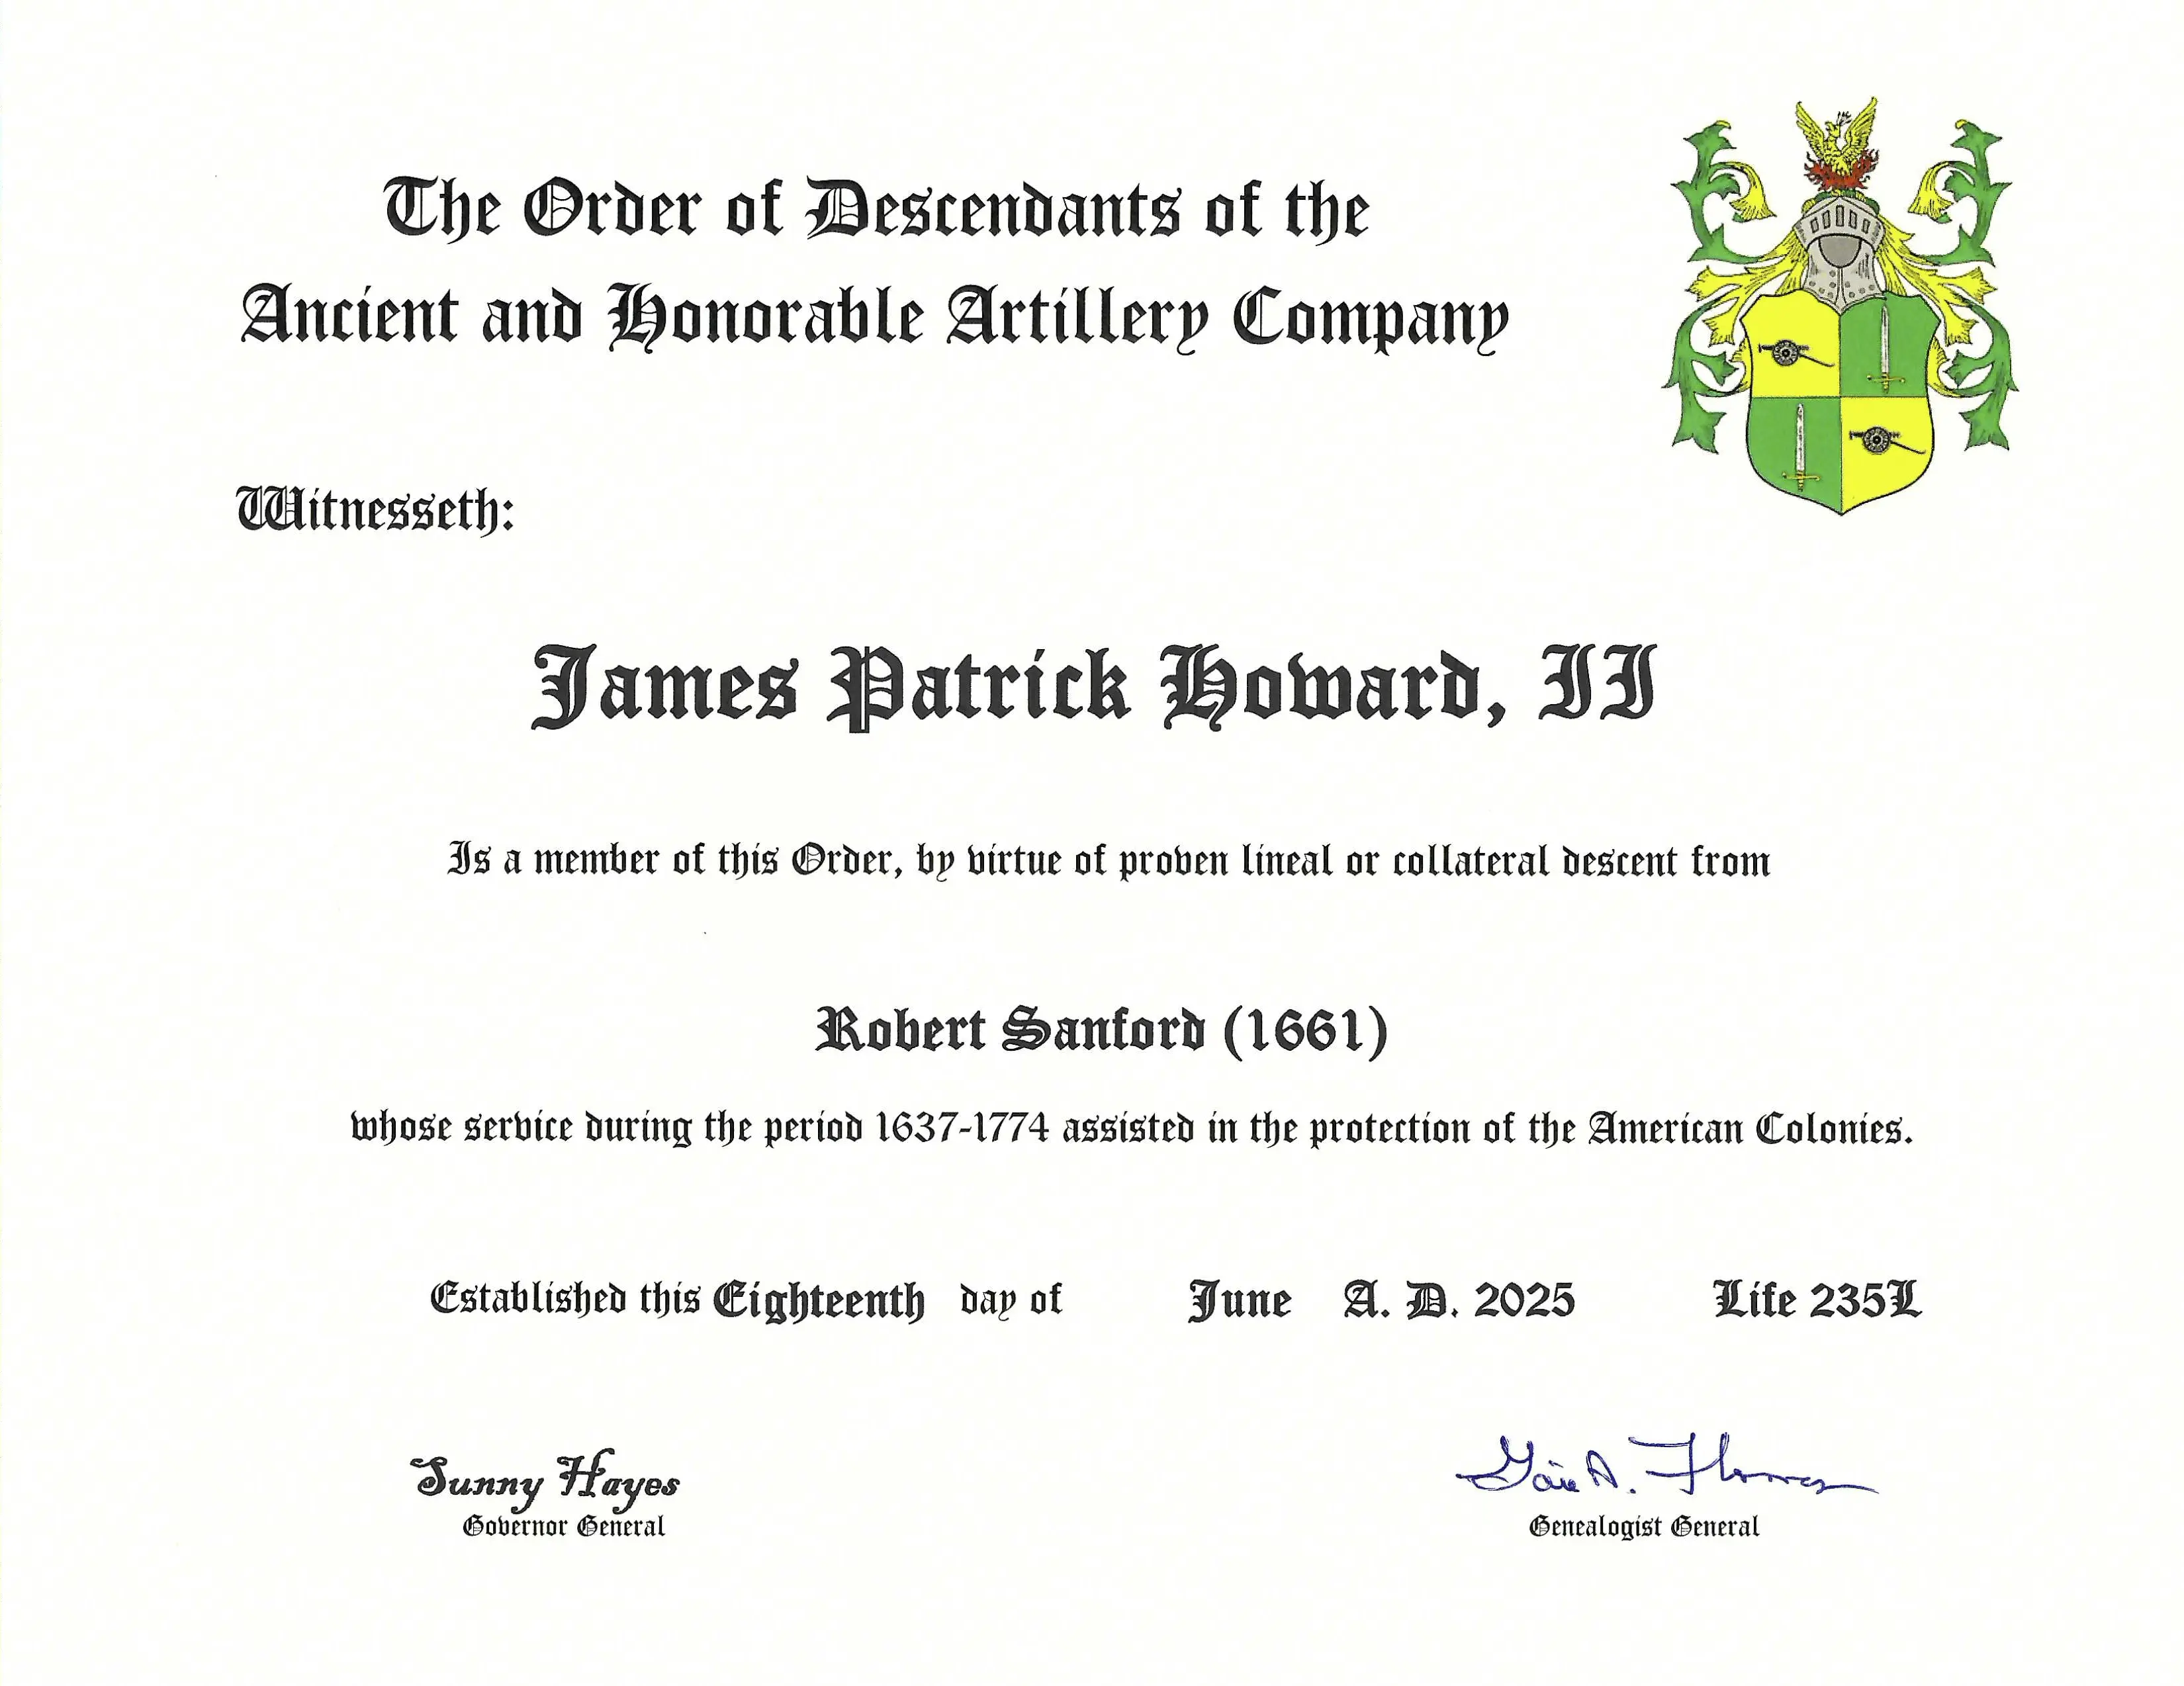 The Order of Descendants of the
Ancient and Honorable Artillery Company
Witnesseth:
James Patrick Howard, II
Is a member of this Order, by virtue of proven lineal or collateral descent from
Robert Sanford (1661)
whose service during the period 1637-1774 assisted in the protection of the American Colonies.
Established this Eighteenth day of June A. D. 2025 Life 235L
Sunny Hayes
Governor General
Genealogist General